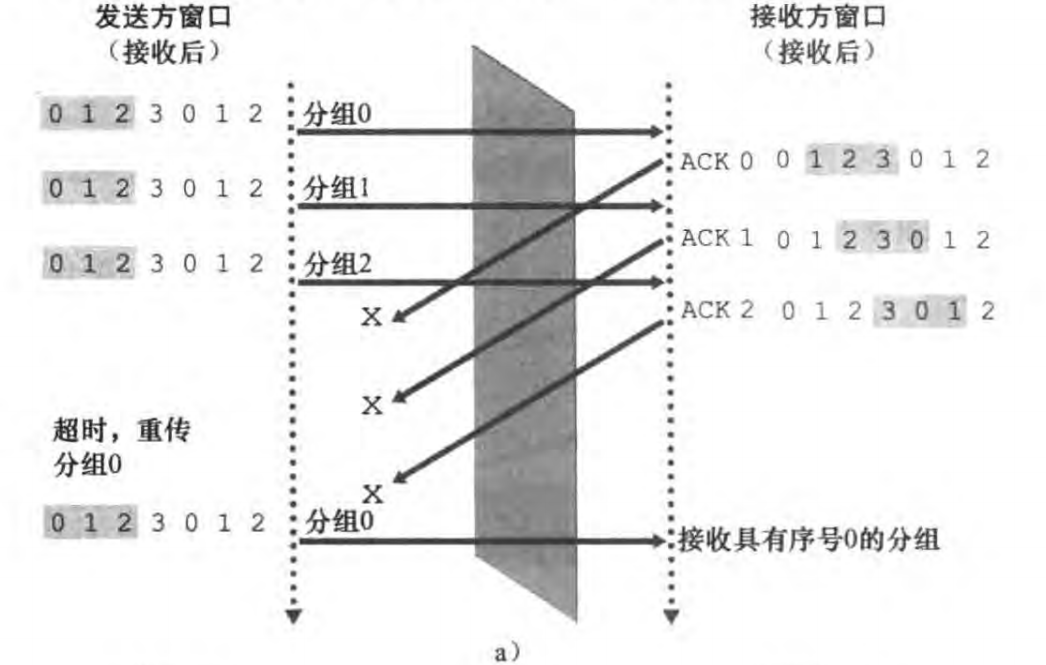 发送方窗口
（接收后）
接收方窗口
（接收后）
0 1 2 3 0 1 2
分组0
ACK 0 0 1 2 3 0 1 2
0 1 2 3 0 1 2
分组1
ACK 1 0 1 2 3 0 1 2
0 1 2 3 0 1 2
分组2
ACK 2 0 1 2 3 0 1 2
X
X
超时，重传
分组0
X
0 1 2 3 0 1 2
分组0
接收具有序号0的分组
a）